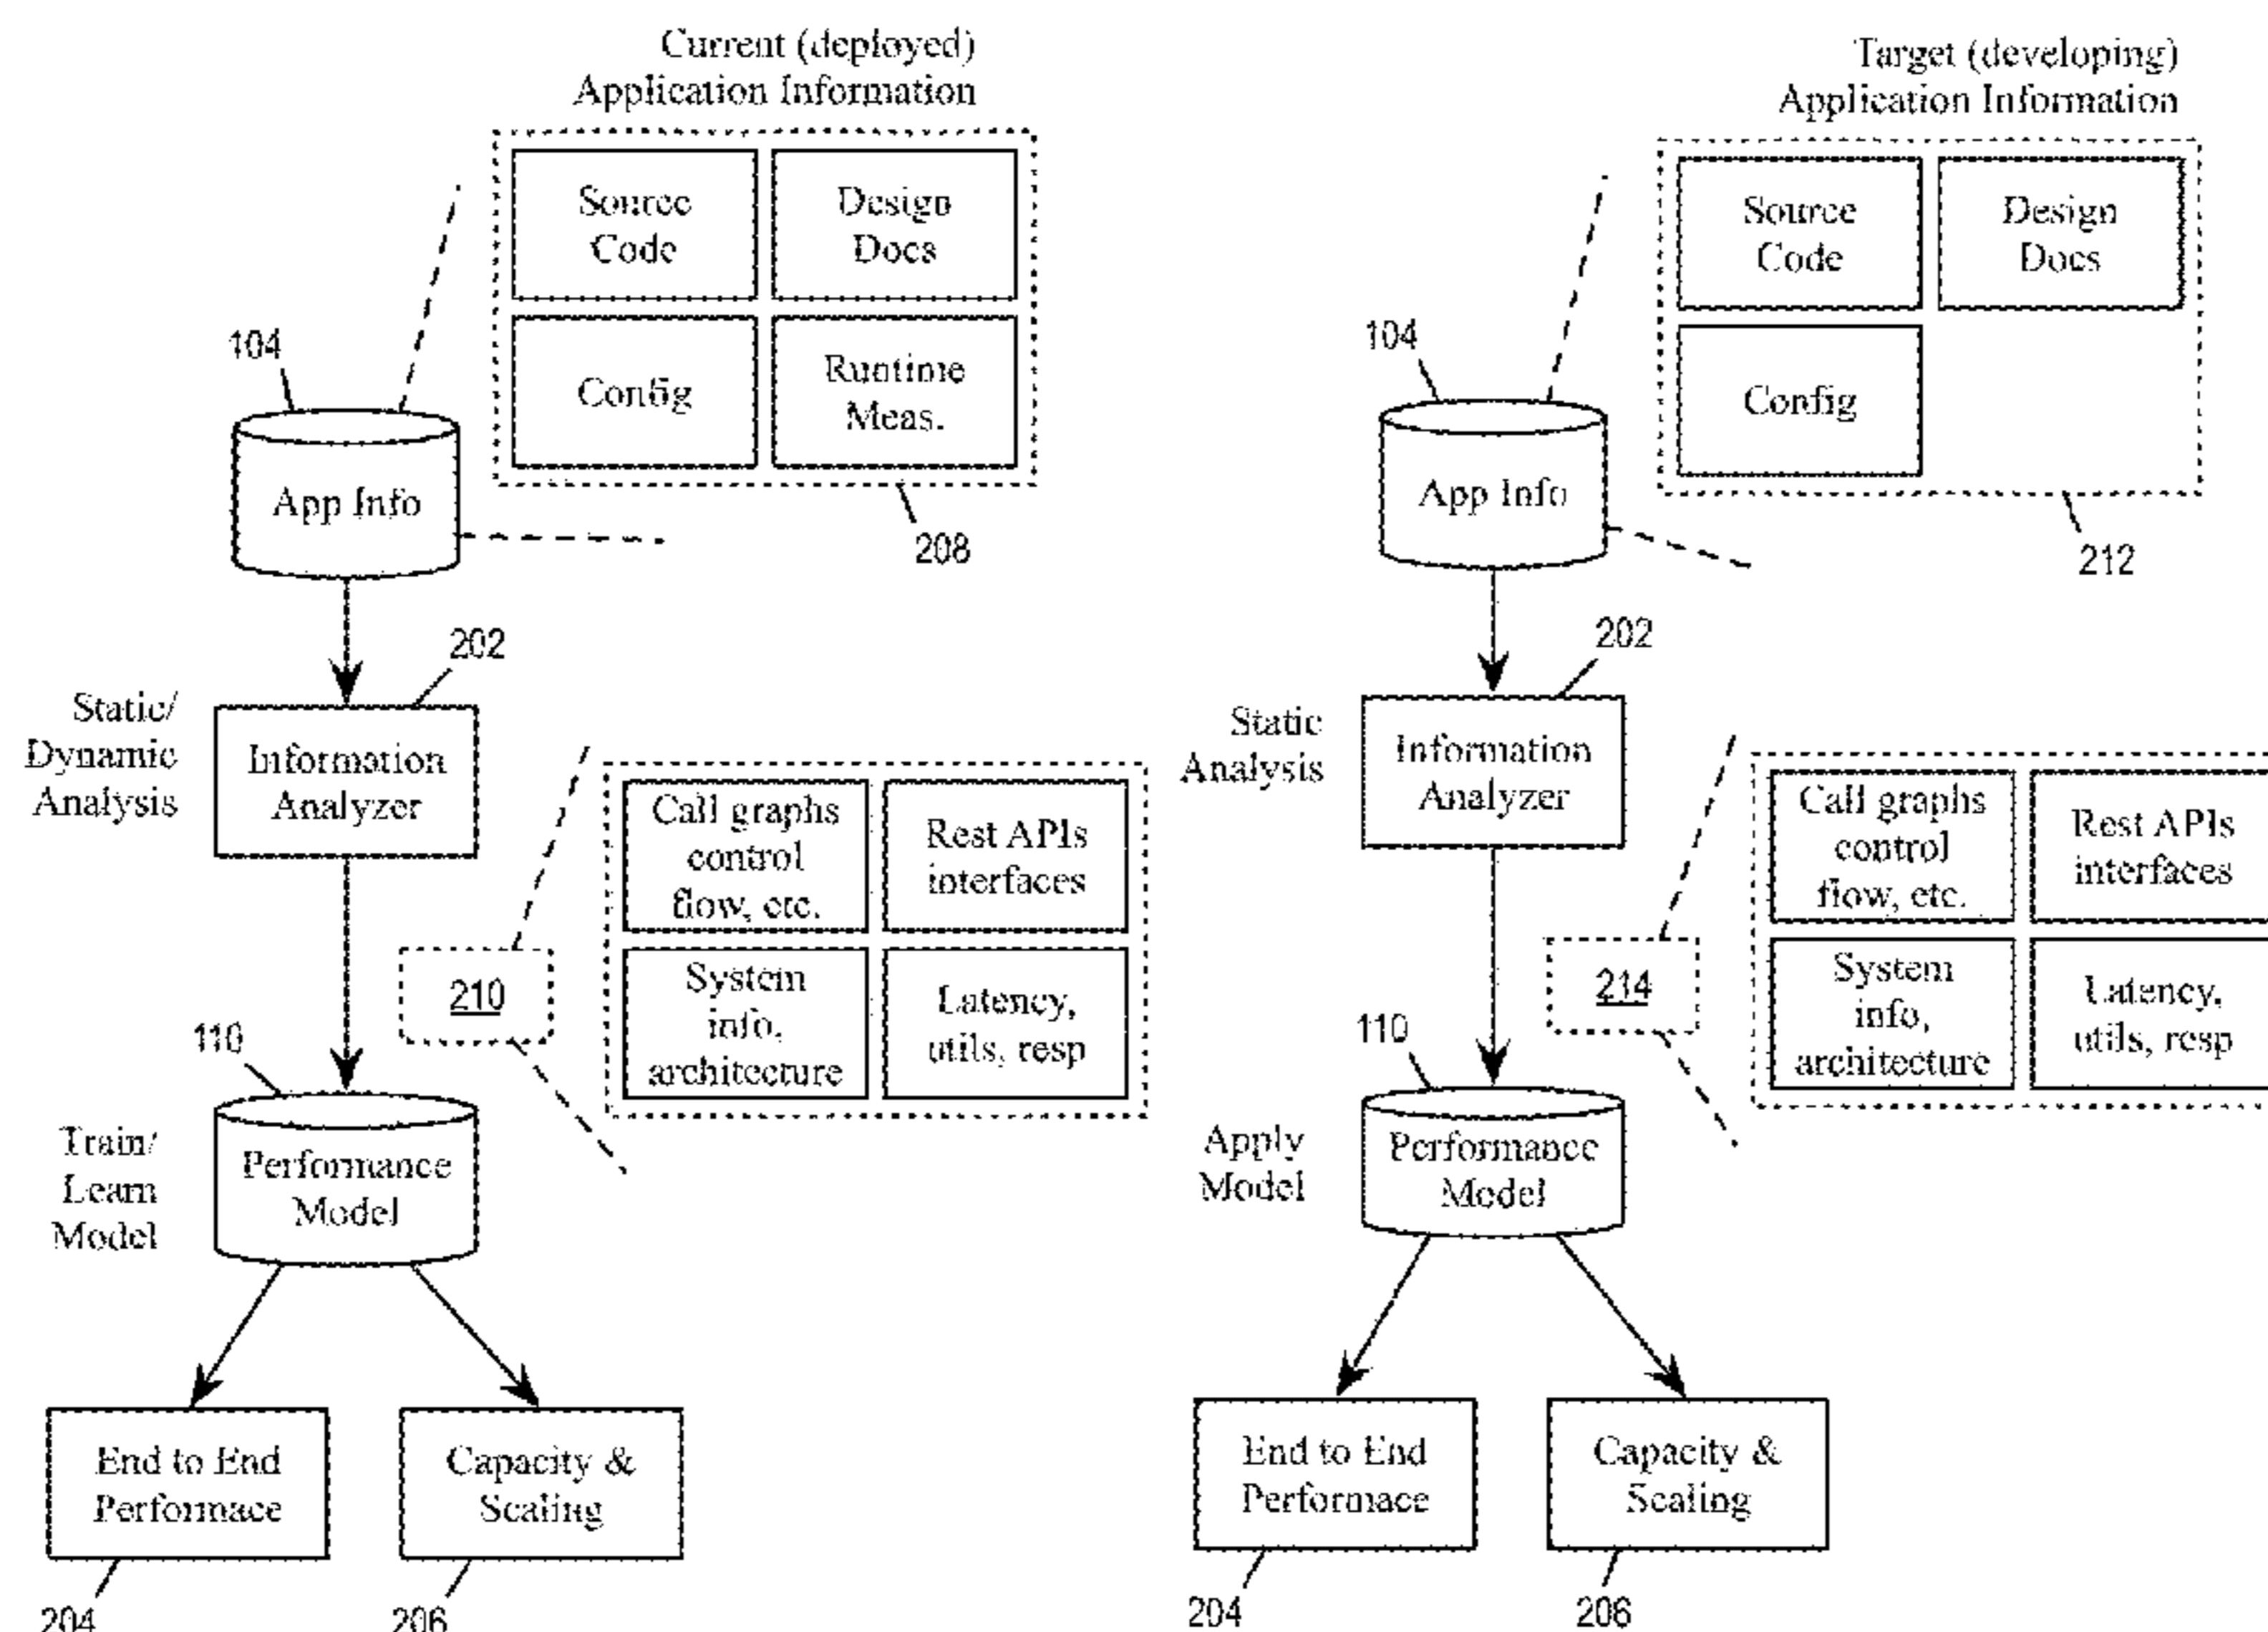 Current (deployed)
Application Information
Source
Code
Design
Docs
Config
Runtime
Meas.
104
App Info
208
202
Static/
Dynamic
Analysis
Information
Analyzer
Call graphs
control
flow, etc.
Rest APIs
interfaces
210
System
info,
architecture
Latency,
utils, resp
110
Train/
Learn
Model
Performance
Model
End to End
Performace
Capacity &
Scaling
204
206
Target (developing)
Application Information
Source
Code
Design
Docs
Config
104
App Info
212
202
Static
Analysis
Information
Analyzer
Call graphs
control
flow, etc.
Rest APIs
interfaces
214
System
info,
architecture
Latency,
utils, resp
110
Apply
Model
Performance
Model
End to End
Performace
Capacity &
Scaling
204
206